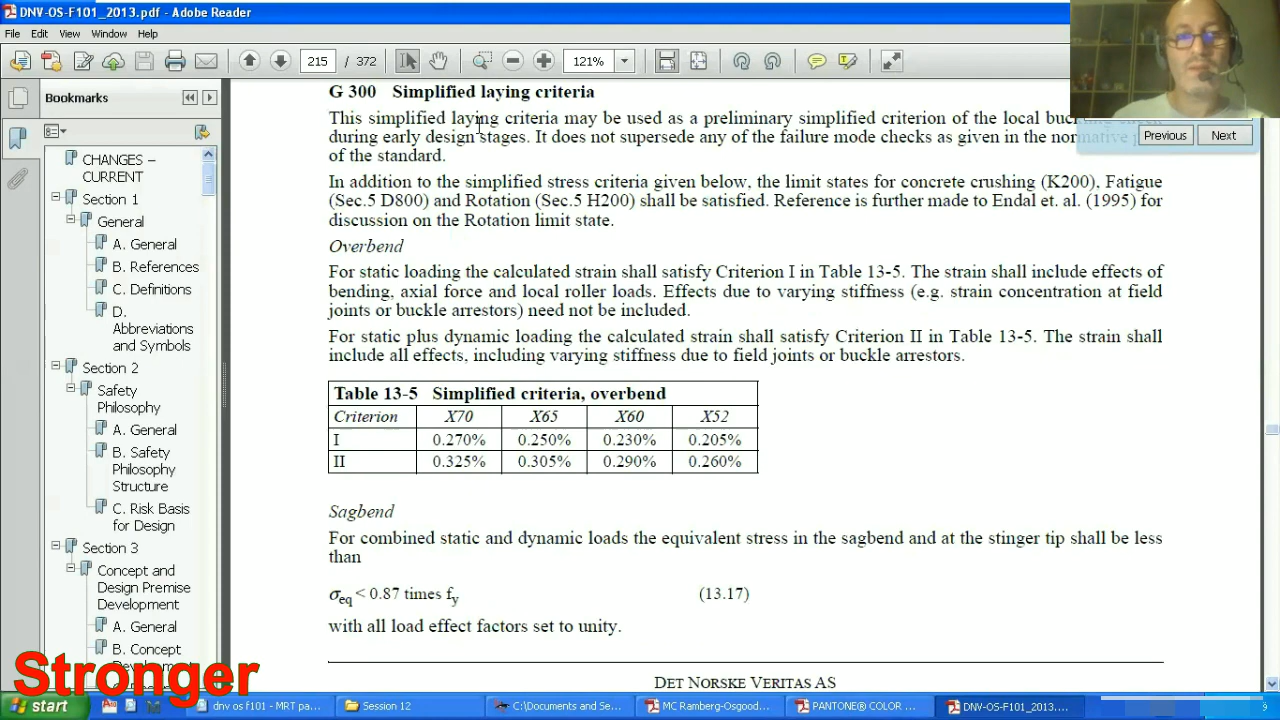 DNV-OS-F101_2013.pdf - Adobe Reader
File Edit View Window Help
215 / 372 121%
Bookmarks
CHANGES –
CURRENT
Section 1
General
A. General
B. References
C. Definitions
D.
Abbreviations
and Symbols
Section 2
Safety
Philosophy
A. General
B. Safety
Philosophy
Structure
C. Risk Basis
for Design
Section 3
Concept and
Design Premise
Development
A. General
B. Concept
Previous Next
G 300 Simplified laying criteria
This simplified laying criteria may be used as a preliminary simplified criterion of the local
during early design stages. It does not supersede any of the failure mode checks as given in the
of the standard.
In addition to the simplified stress criteria given below, the limit states for concrete crushing (K200), Fatigue
(Sec.5 D800) and Rotation (Sec.5 H200) shall be satisfied. Reference is further made to Endal et. al. (1995) for
discussion on the Rotation limit state.
Overbend
For static loading the calculated strain shall satisfy Criterion I in Table 13-5. The strain shall include effects of
bending, axial force and local roller loads. Effects due to varying stiffness (e.g. strain concentration at field
joints or buckle arrestors) need not be included.
For static plus dynamic loading the calculated strain shall satisfy Criterion II in Table 13-5. The strain shall
include all effects, including varying stiffness due to field joints or buckle arrestors.
Table 13-5 Simplified criteria, overbend
Criterion X70 X65 X60 X52
I 0.270% 0.250% 0.230% 0.205%
II 0.325% 0.305% 0.290% 0.260%
Sagbend
For combined static and dynamic loads the equivalent stress in the sagbend and at the stinger tip shall be less
than
σeq < 0.87 times fy (13.17)
with all load effect factors set to unity.
DET NORSKE VERITAS AS
Stronger
start dnv os f101 - MRT pa... Session 12 C:\Documents and Se... MC Ramberg-Osgood... PANTONE® COLOR ... DNV-OS-F101_2013.... 9